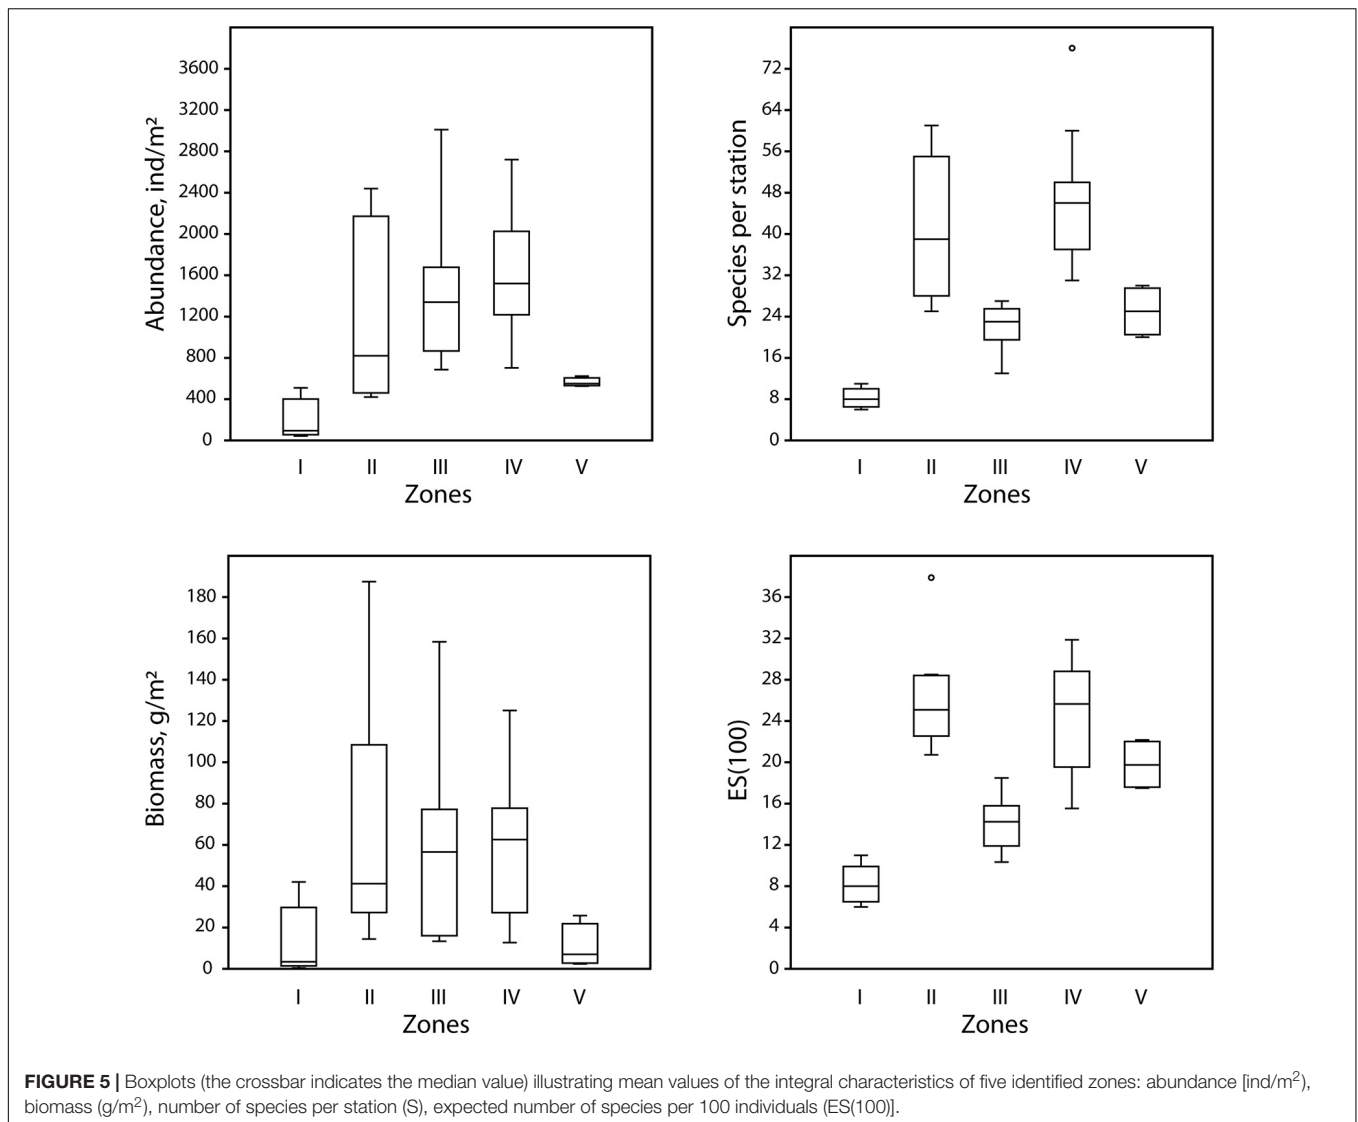 3600
3200
2800
2400
2000
1600
1200
800
400
0
Abundance, ind/m²
I II III IV V
Zones
72
64
56
48
40
32
24
16
8
0
Species per station
I II III IV V
Zones
180
160
140
120
100
80
60
40
20
0
Biomass, g/m²
I II III IV V
Zones
36
32
28
24
20
16
12
8
4
0
ES(100)
I II III IV V
Zones
FIGURE 5 | Boxplots (the crossbar indicates the median value) illustrating mean values of the integral characteristics of five identified zones: abundance [ind/m²),
biomass (g/m²), number of species per station (S), expected number of species per 100 individuals (ES(100)].